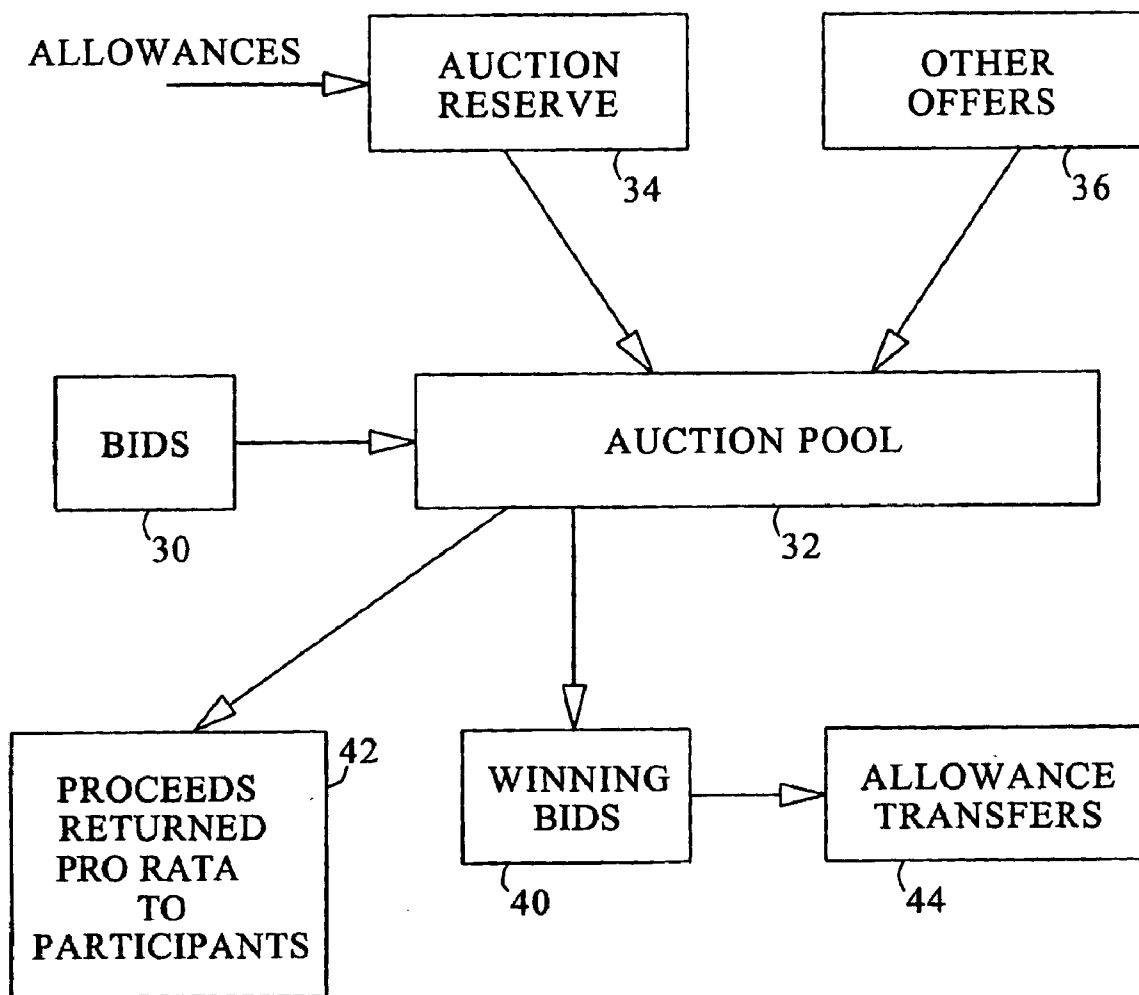 ALLOWANCES
AUCTION
RESERVE
34
OTHER
OFFERS
36
BIDS
30
AUCTION POOL
32
PROCEEDS
RETURNED
PRO RATA
TO
PARTICIPANTS
42
WINNING
BIDS
40
ALLOWANCE
TRANSFERS
44